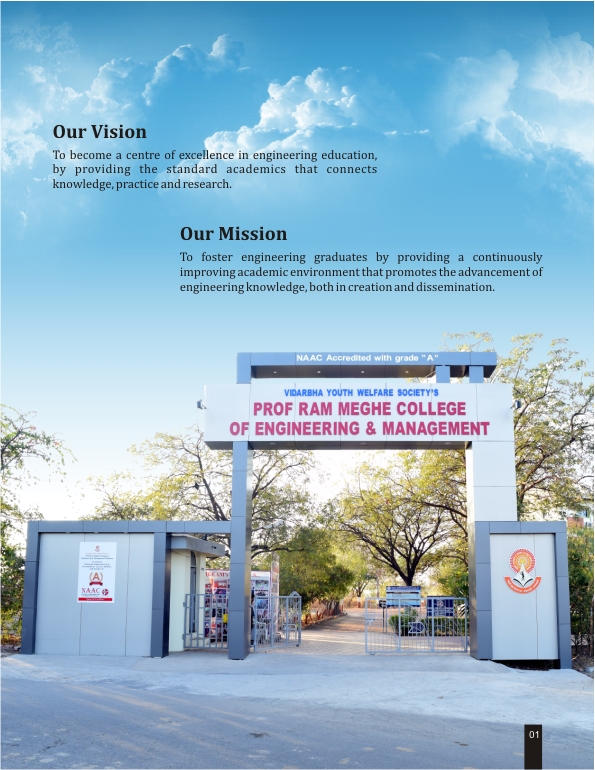 Our Vision
To become a centre of excellence in engineering education,
by providing the standard academics that connects
knowledge, practice and research.
Our Mission
To foster engineering graduates by providing a continuously
improving academic environment that promotes the advancement of
engineering knowledge, both in creation and dissemination.
NAAC Accredited with grade "A"
VIDARBHA YOUTH WELFARE SOCIETY'S
PROF RAM MEGHE COLLEGE
OF ENGINEERING & MANAGEMENT
NAAC
01